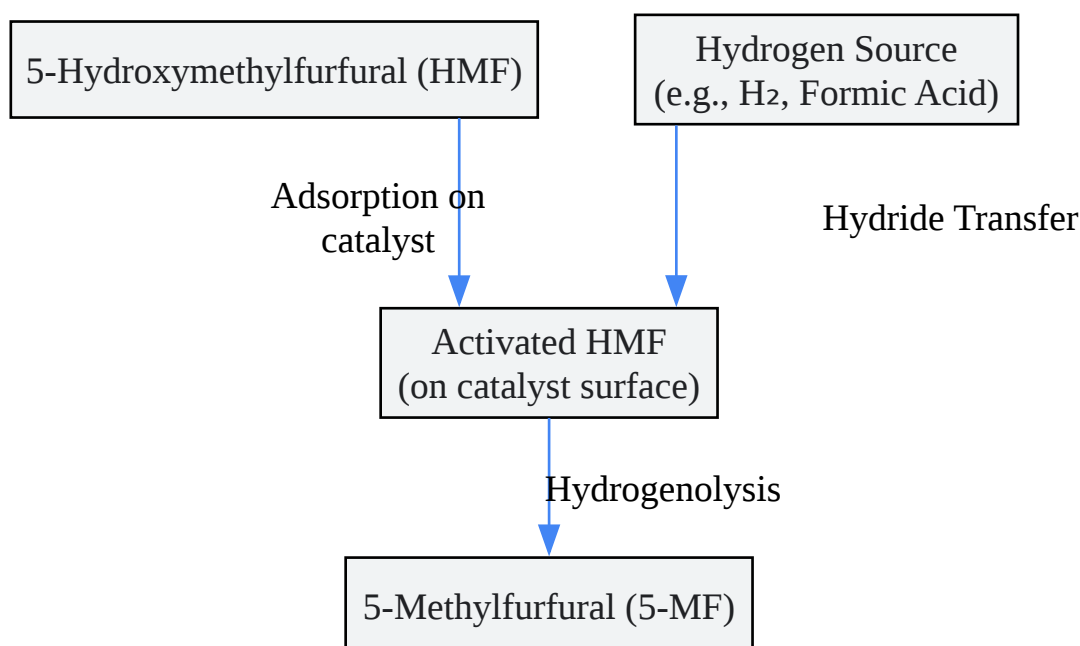 5-Hydroxymethylfurfural (HMF)
Hydrogen Source
(e.g., H₂, Formic Acid)
Adsorption on
catalyst
Hydride Transfer
Activated HMF
(on catalyst surface)
Hydrogenolysis
5-Methylfurfural (5-MF)